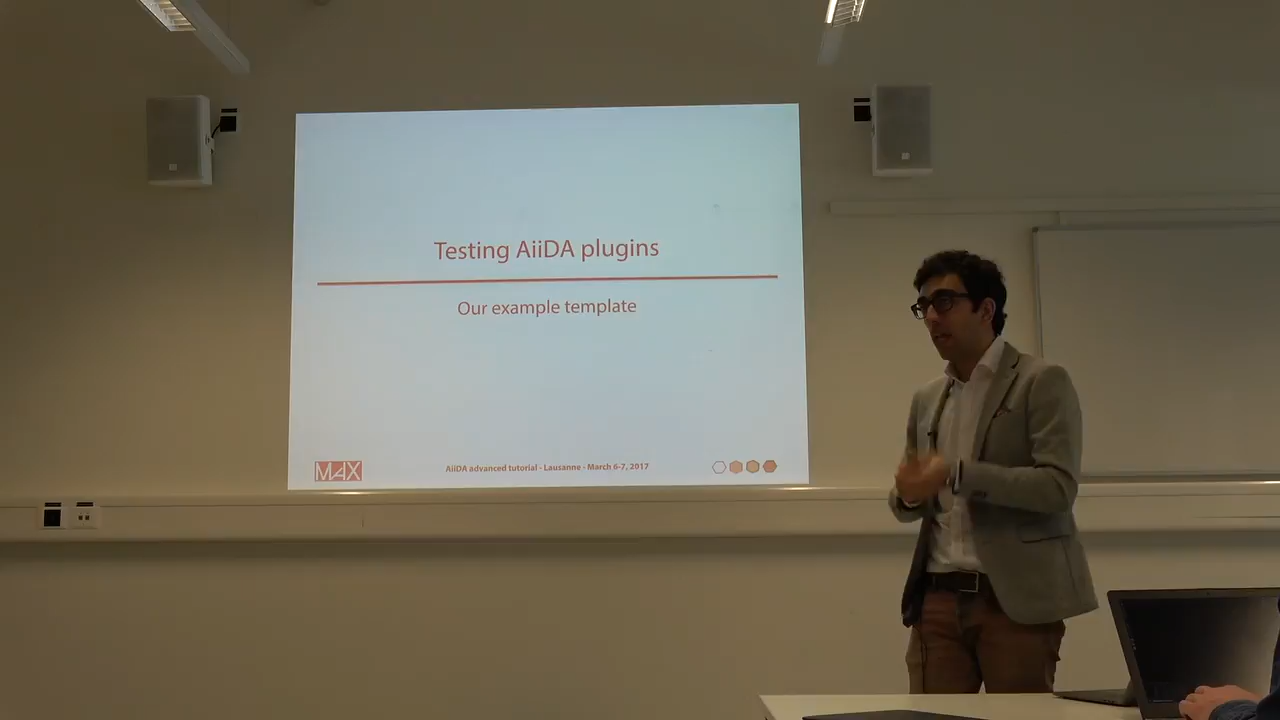 Testing AiiDA plugins
Our example template
MAX
AiiDA advanced tutorial - Lausanne - March 6-7, 2017